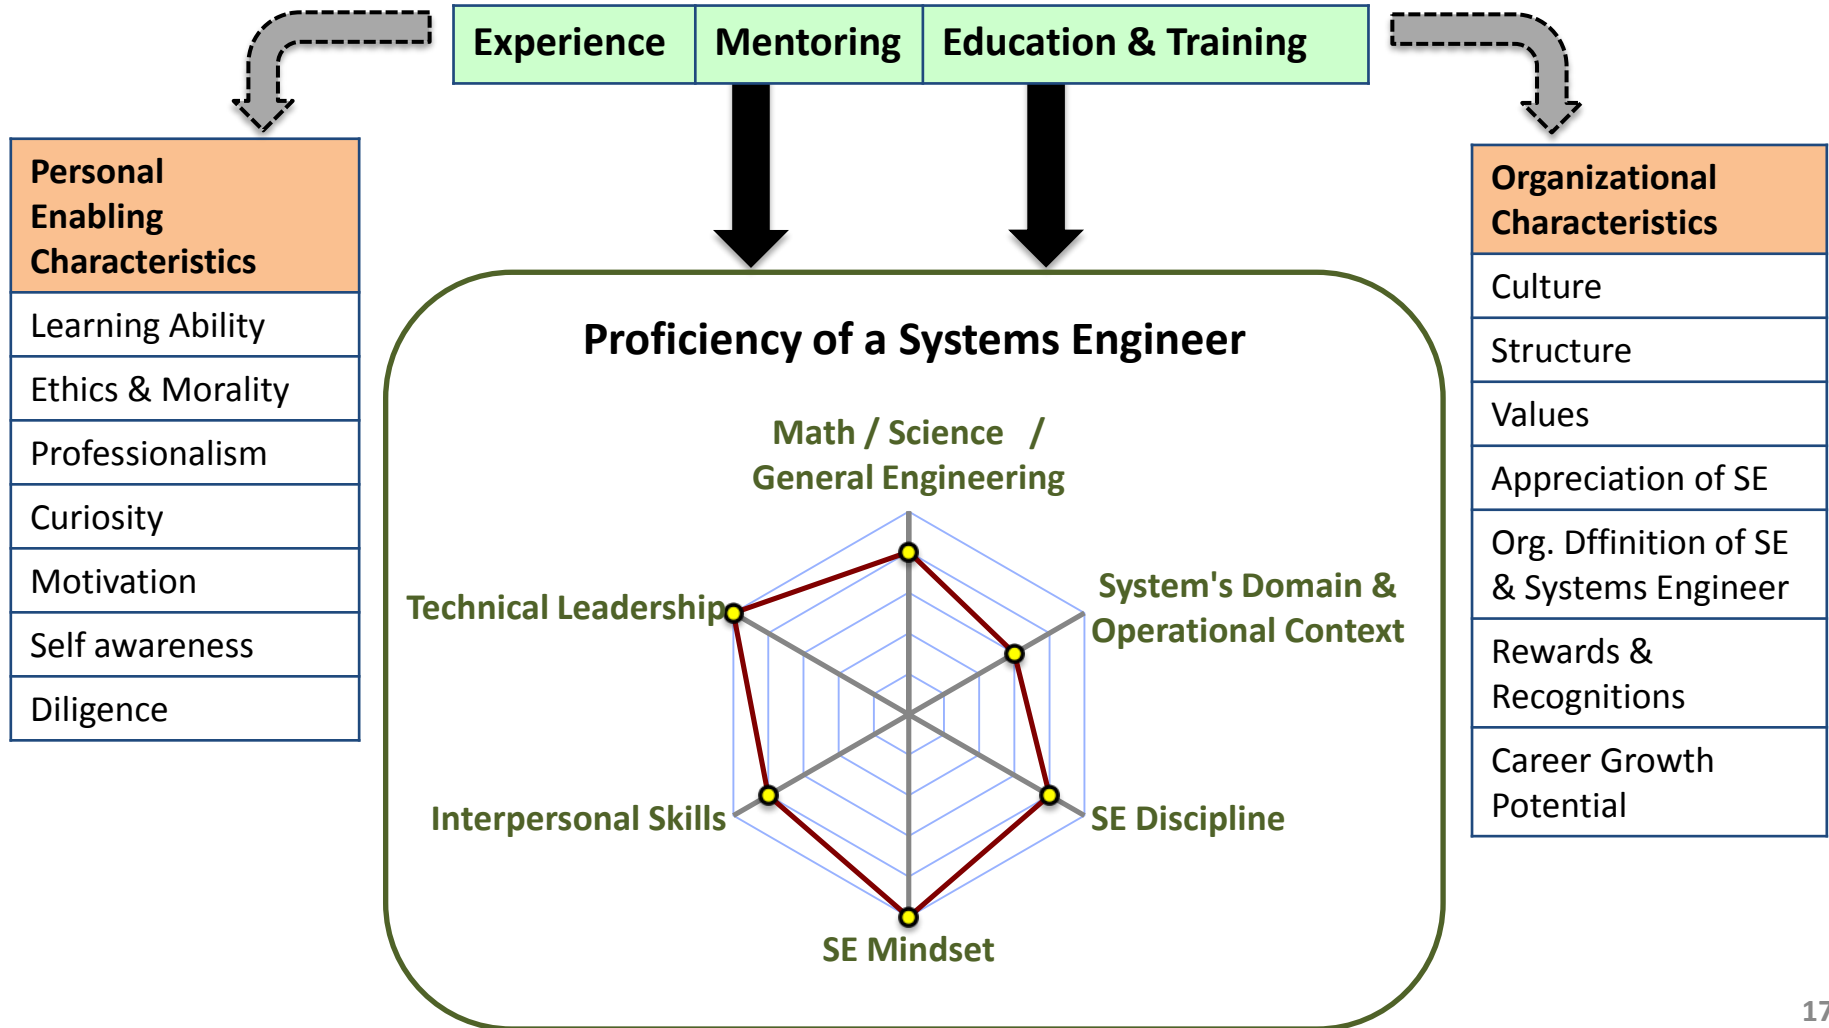 Experience
Mentoring
Education & Training
Personal
Enabling
Characteristics
Learning Ability
Ethics & Morality
Professionalism
Curiosity
Motivation
Self awareness
Diligence
Proficiency of a Systems Engineer
Math / Science /
General Engineering
System's Domain &
Operational Context
Technical Leadership
Interpersonal Skills
SE Discipline
SE Mindset
Organizational
Characteristics
Culture
Structure
Values
Appreciation of SE
Org. Dffinition of SE
& Systems Engineer
Rewards &
Recognitions
Career Growth
Potential
17